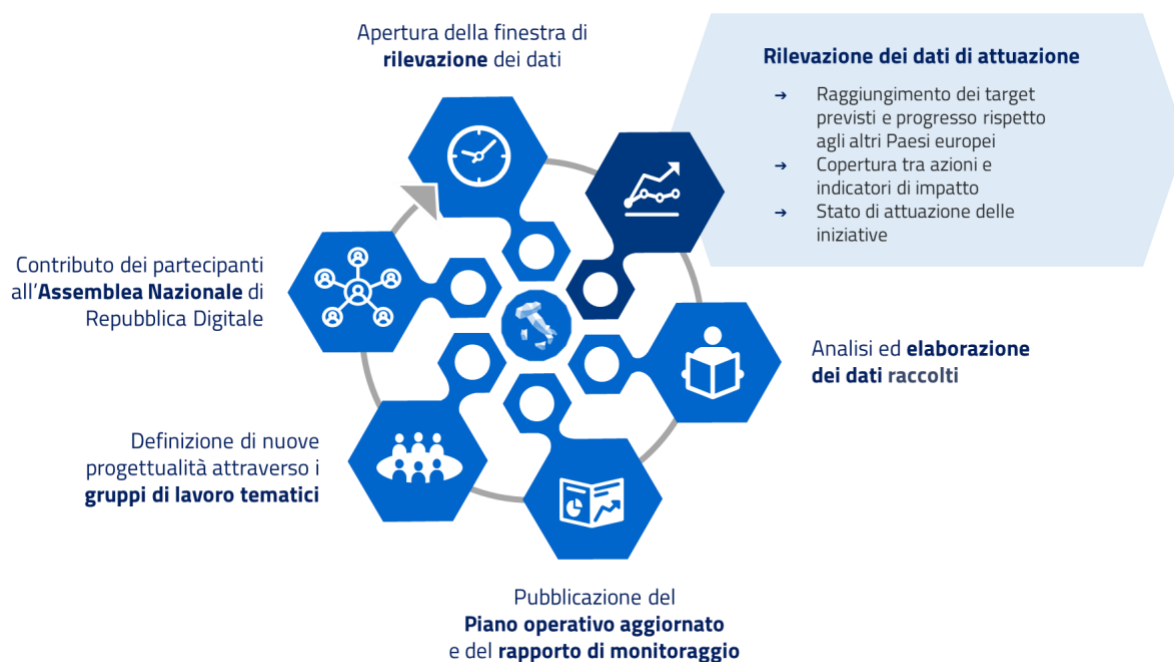 Apertura della finestra di
rilevazione dei dati
Rilevazione dei dati di attuazione
➔ Raggiungimento dei target
previsti e progresso rispetto
agli altri Paesi europei
➔ Copertura tra azioni e
indicatori di impatto
➔ Stato di attuazione delle
iniziative
Analisi ed elaborazione
dei dati raccolti
Pubblicazione del
Piano operativo aggiornato
e del rapporto di monitoraggio
Definizione di nuove
progettualità attraverso i
gruppi di lavoro tematici
Contributo dei partecipanti
all'Assemblea Nazionale di
Repubblica Digitale